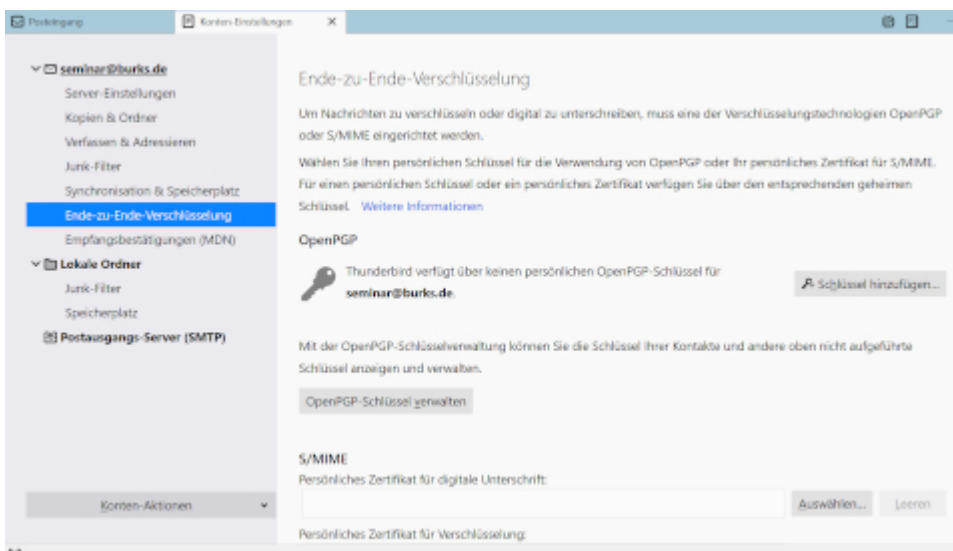 Posteingang
Konten-Einstellungen
seminar@burks.de
Server-Einstellungen
Kopien & Ordner
Verfassen & Adressieren
Junk-Filter
Synchronisation & Speicherplatz
Ende-zu-Ende-Verschlüsselung
Empfangsbestätigungen (MDN)
Lokale Ordner
Junk-Filter
Speicherplatz
Postausgangs-Server (SMTP)
Konten-Aktionen
Ende-zu-Ende-Verschlüsselung
Um Nachrichten zu verschlüsseln oder digital zu unterschreiben, muss eine der Verschlüsselungstechnologien OpenPGP
oder S/MIME eingerichtet werden.
Wählen Sie Ihren persönlichen Schlüssel für die Verwendung von OpenPGP oder Ihr persönliches Zertifikat für S/MIME.
Für einen persönlichen Schlüssel oder ein persönliches Zertifikat verfügen Sie über den entsprechenden geheimen
Schlüssel. Weitere Informationen
OpenPGP
Thunderbird verfügt über keinen persönlichen OpenPGP-Schlüssel für
seminar@burks.de.
Schlüssel hinzufügen...
Mit der OpenPGP-Schlüsselverwaltung können Sie die Schlüssel Ihrer Kontakte und andere oben nicht aufgeführte
Schlüssel anzeigen und verwalten.
OpenPGP-Schlüssel verwalten
S/MIME
Persönliches Zertifikat für digitale Unterschrift:
Auswählen... Leeren
Persönliches Zertifikat für Verschlüsselung: